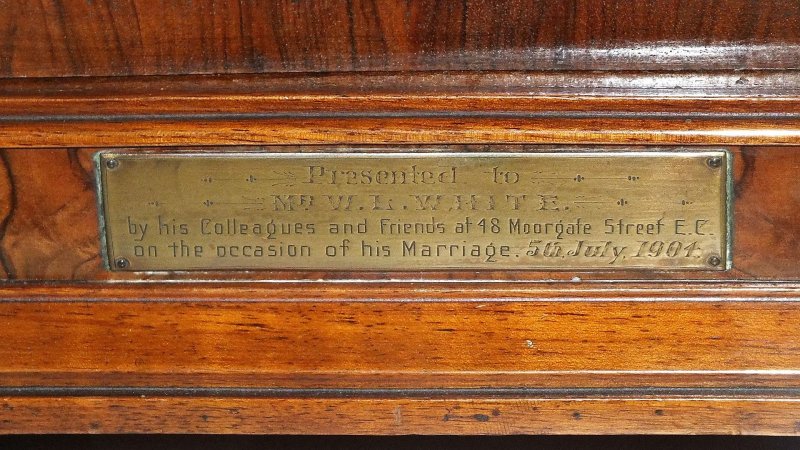 Presented to
Mr W. L. WHITE.
by his Colleagues and Friends at 48 Moorgate Street E.C.
on the occasion of his Marriage. 5th July, 1904.